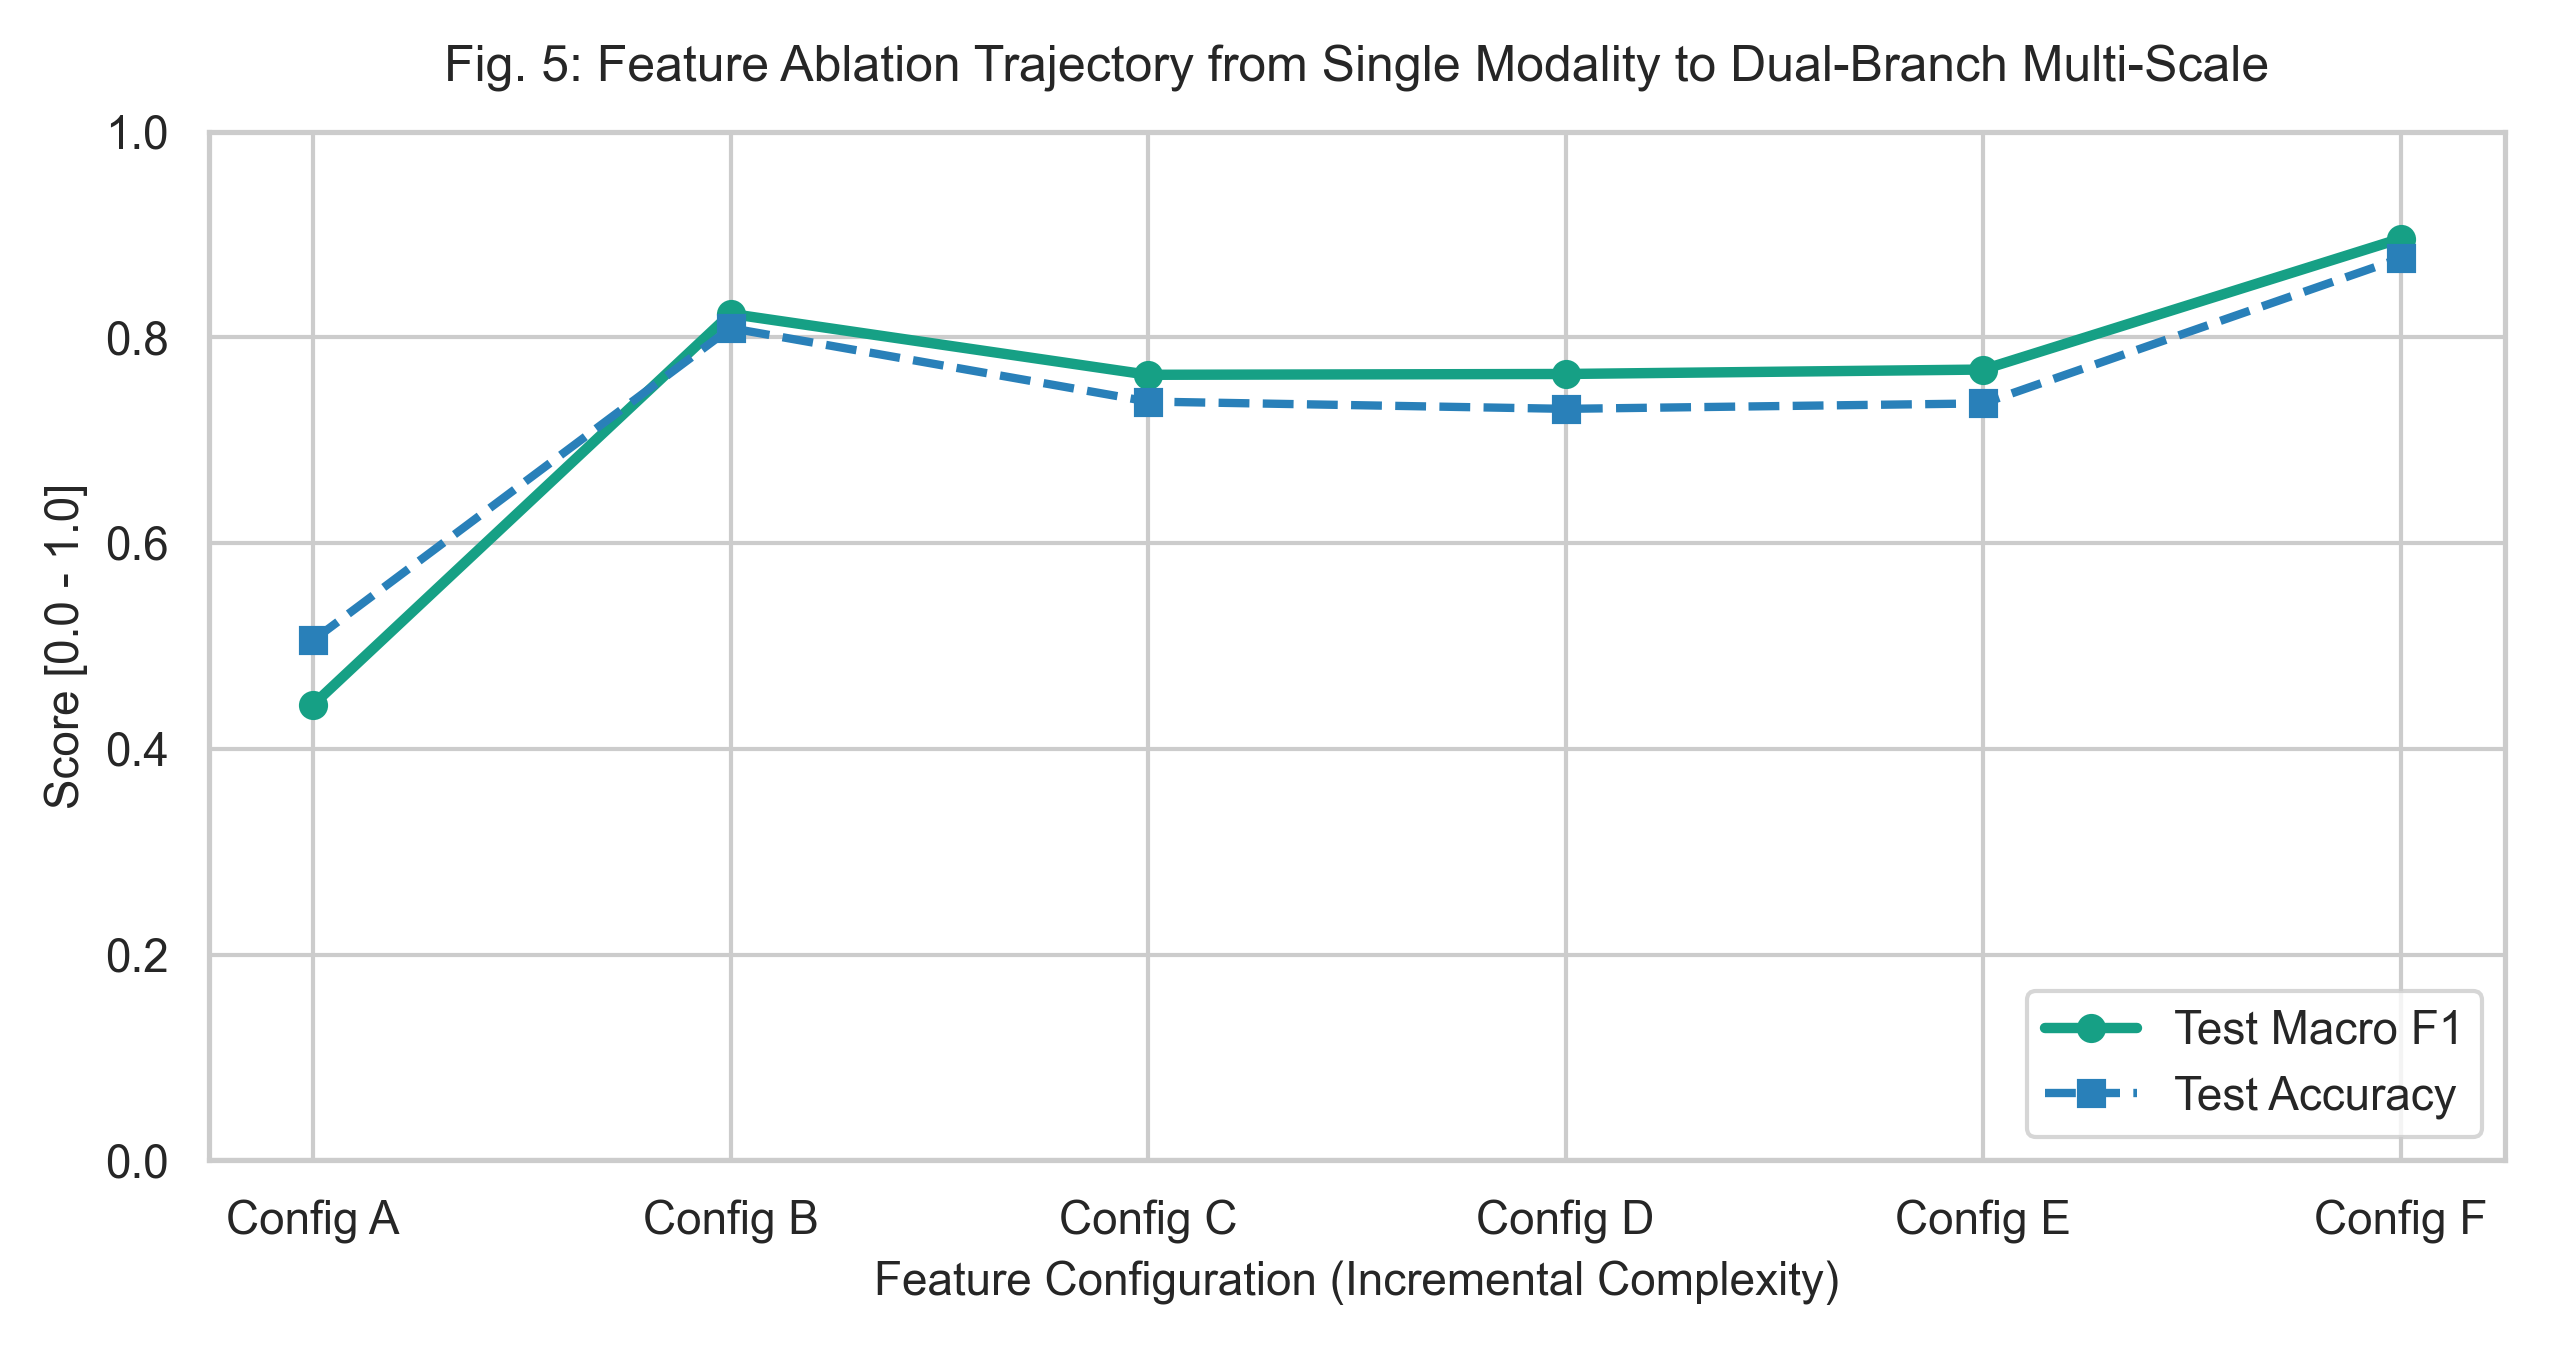 Fig. 5: Feature Ablation Trajectory from Single Modality to Dual-Branch Multi-Scale
1.0
0.8
0.6
0.4
0.2
0.0
Score [0.0 - 1.0]
Test Macro F1
Test Accuracy
Config A
Config B
Config C
Config D
Config E
Config F
Feature Configuration (Incremental Complexity)